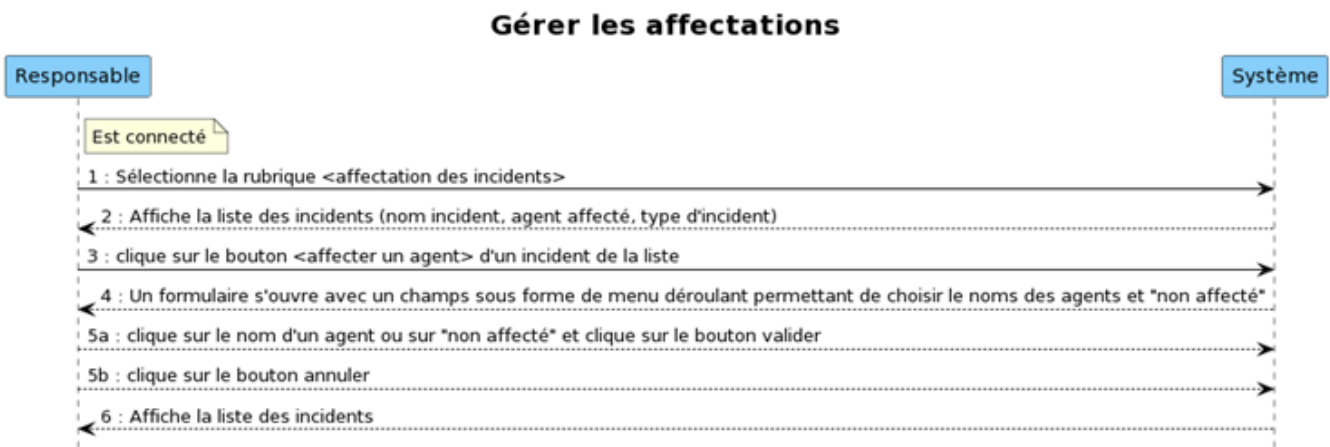 Gérer les affectations
Responsable
Système
Est connecté
1 : Sélectionne la rubrique <affectation des incidents>
2 : Affiche la liste des incidents (nom incident, agent affecté, type d'incident)
3 : clique sur le bouton <affecter un agent> d'un incident de la liste
4 : Un formulaire s'ouvre avec un champs sous forme de menu déroulant permettant de choisir le noms des agents et "non affecté"
5a : clique sur le nom d'un agent ou sur "non affecté" et clique sur le bouton valider
5b : clique sur le bouton annuler
6 : Affiche la liste des incidents